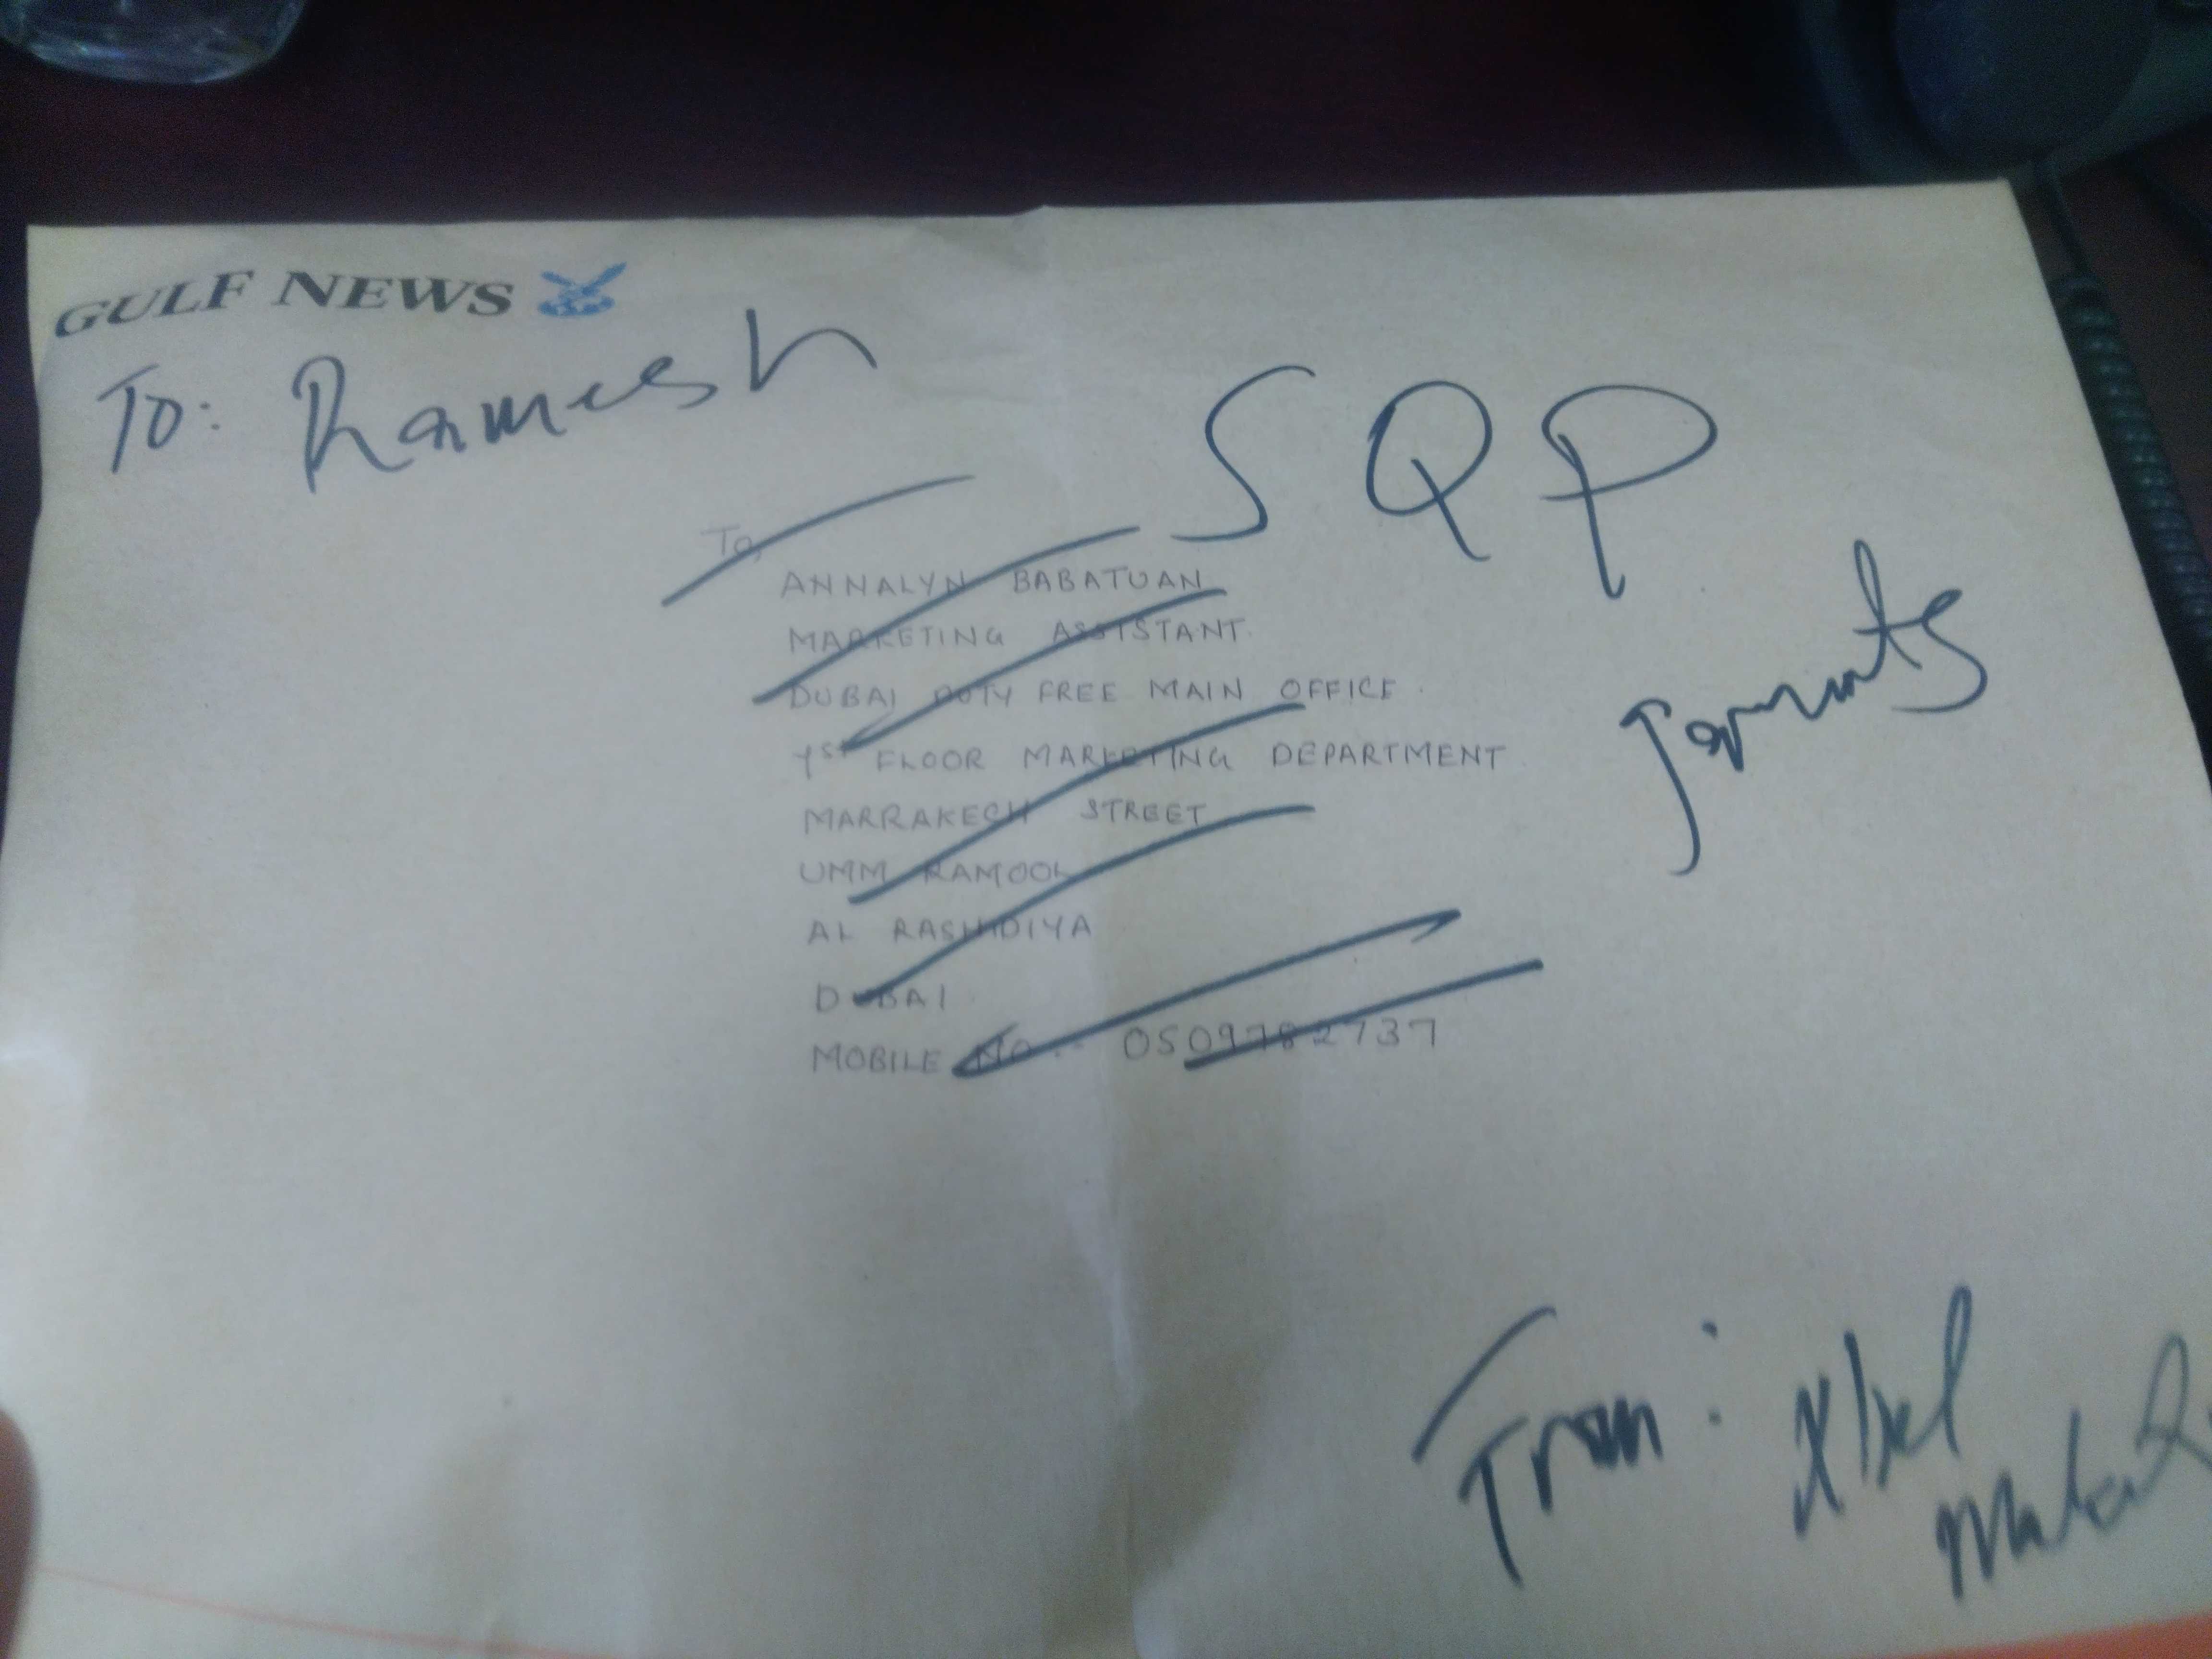 GULF NEWS
To: Ramesh
SQP
To,
ANNALYN BABATUAN
MARKETING ASSISTANT.
DUBAI DUTY FREE MAIN OFFICE.
1st FLOOR MARKETING DEPARTMENT
MARRAKECH STREET
UMM RAMOOL
AL RASHIDIYA
DUBAI.
MOBILE NO.- 0509782737
From: